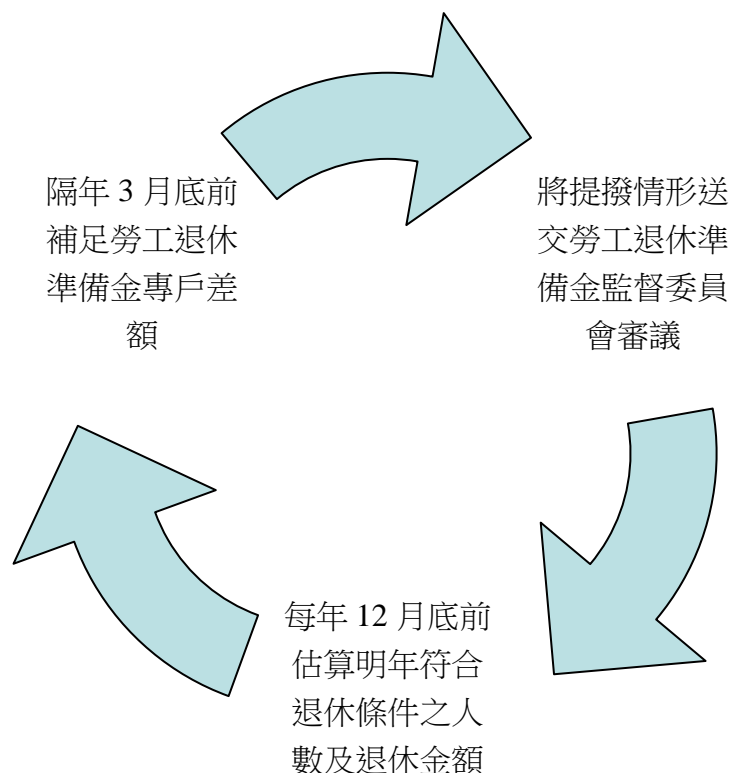 隔年 3 月底前
補足勞工退休
準備金專戶差
額
將提撥情形送
交勞工退休準
備金監督委員
會審議
每年 12 月底前
估算明年符合
退休條件之人
數及退休金額